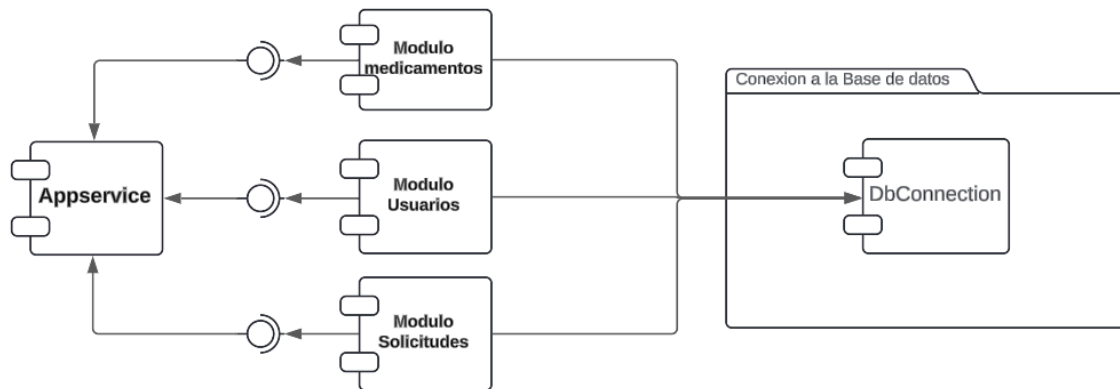 Modulo
medicamentos
Conexion a la Base de datos
Appservice
Modulo
Usuarios
DbConnection
Modulo
Solicitudes